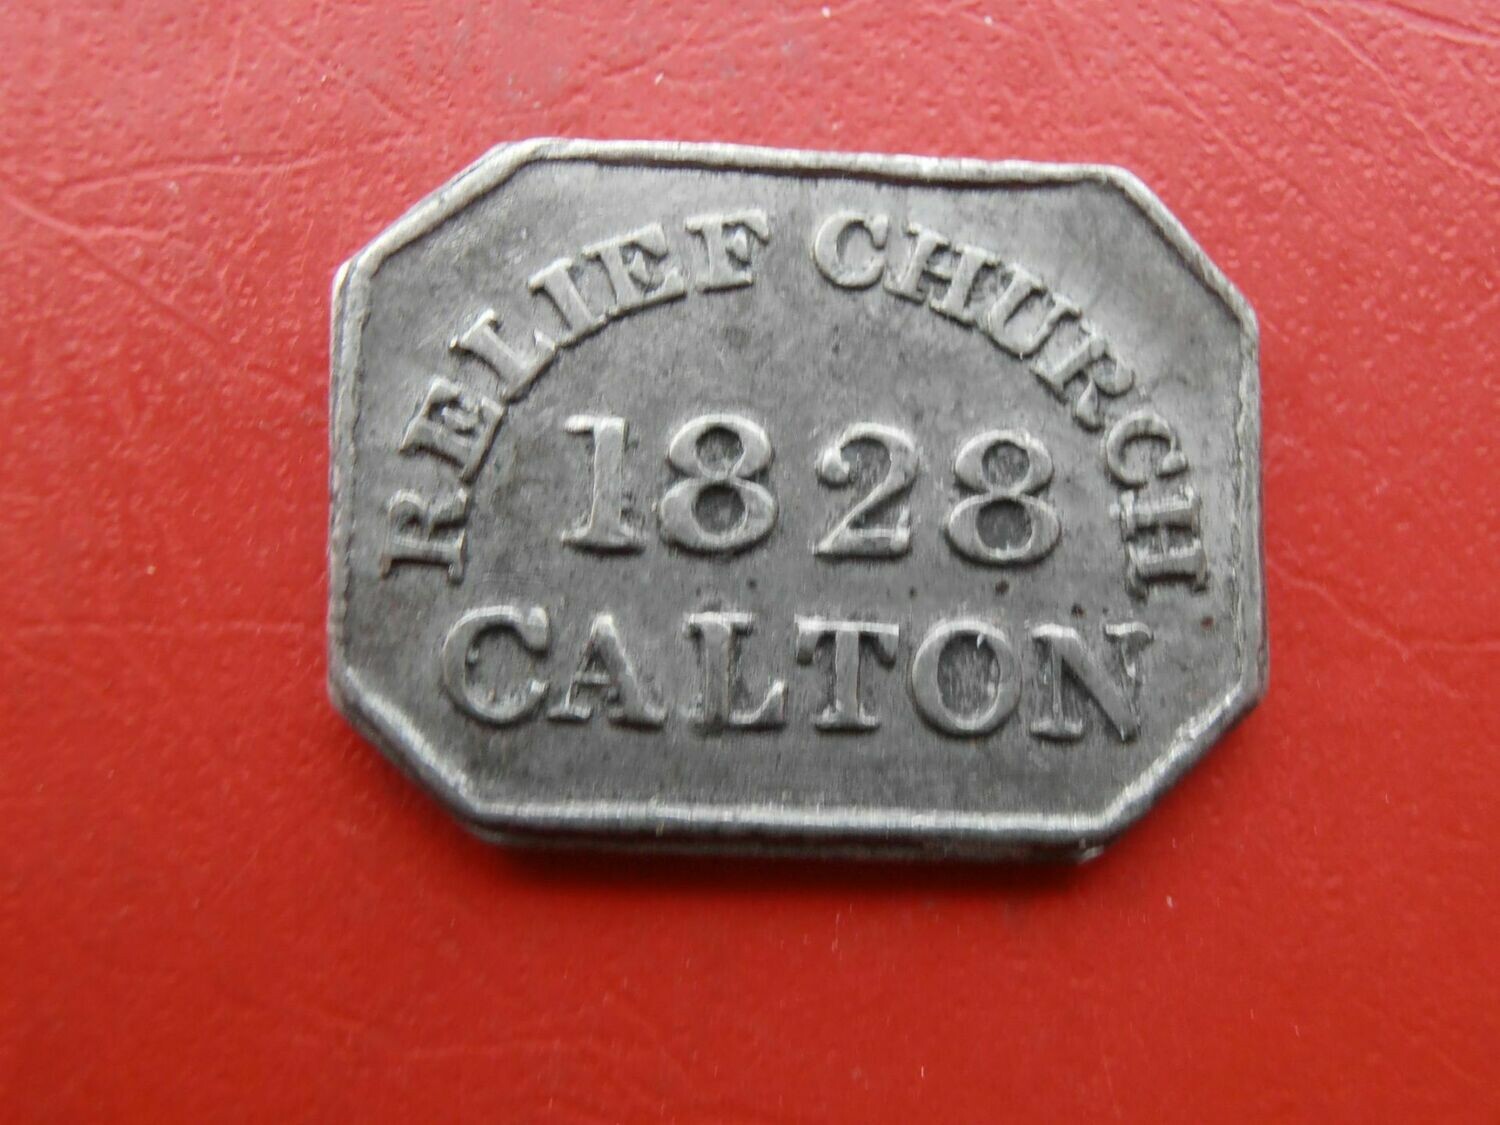 RELIEF CHURCH
1828
CALTON